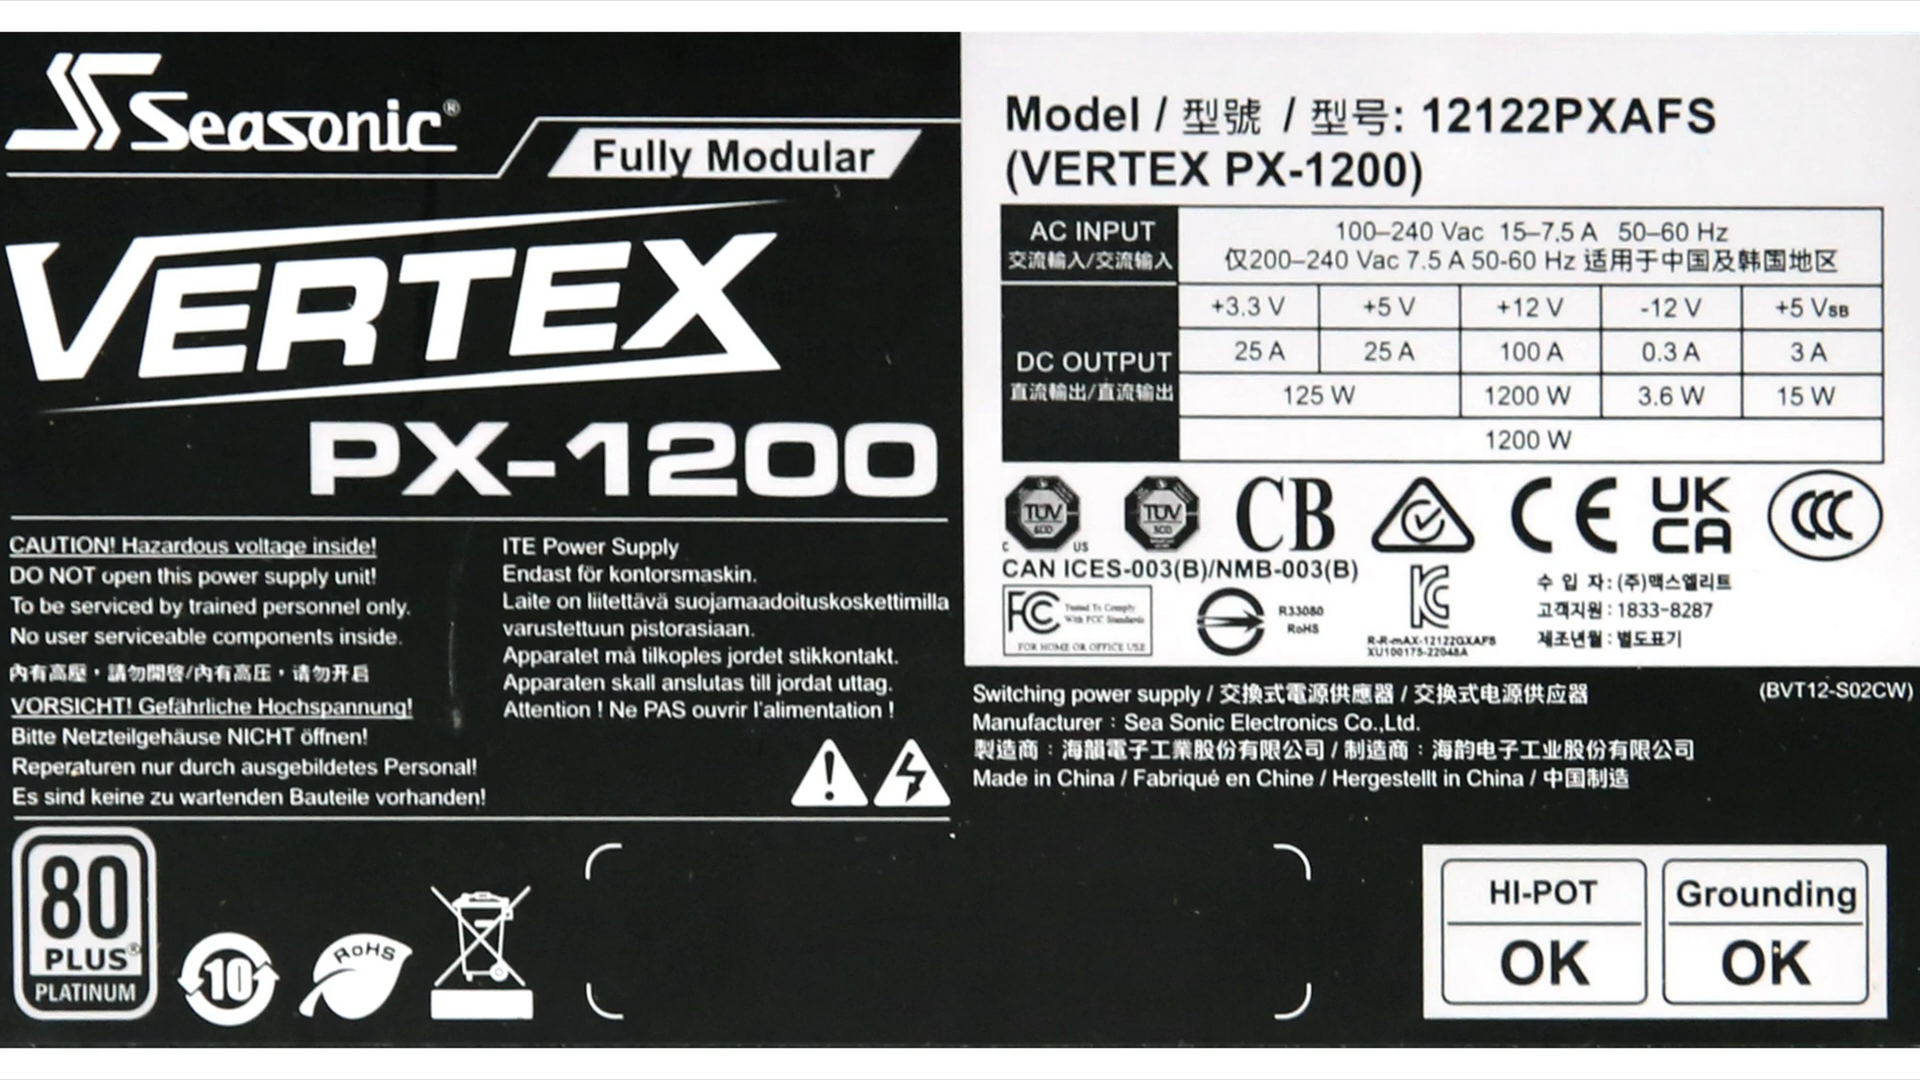 Seasonic®
Fully Modular
VERTEX
PX-1200
CAUTION! Hazardous voltage inside!
DO NOT open this power supply unit!
To be serviced by trained personnel only.
No user serviceable components inside.
內有高壓，請勿開啓/内有高压，请勿开启
VORSICHT! Gefährliche Hochspannung!
Bitte Netzteilgehäuse NICHT öffnen!
Reperaturen nur durch ausgebildetes Personal!
Es sind keine zu wartenden Bauteile vorhanden!
ITE Power Supply
Endast för kontorsmaskin.
Laite on liitettävä suojamaadoituskoskettimilla
varustettuun pistorasiaan.
Apparatet må tilkoples jordet stikkontakt.
Apparaten skall anslutas till jordat uttag.
Attention ! Ne PAS ouvrir l'alimentation !
80
PLUS®
PLATINUM
10
RoHS
Model / 型號 / 型号: 12122PXAFS
(VERTEX PX-1200)
AC INPUT
交流輸入/交流输入
100–240 Vac 15–7.5 A 50–60 Hz
仅200–240 Vac 7.5 A 50-60 Hz 适用于中国及韩国地区
DC OUTPUT
直流輸出/直流输出
+3.3 V +5 V +12 V -12 V +5 VSB
25 A 25 A 100 A 0.3 A 3 A
125 W 1200 W 3.6 W 15 W
1200 W
TÜV SÜD
C US
TÜV SÜD
CB
CE
UK
CA
CCC
CAN ICES-003(B)/NMB-003(B)
FC
Tested To Comply
With FCC Standards
FOR HOME OR OFFICE USE
R33080
RoHS
R-R-mAX-12122GXAFS
XU100175-22048A
수 입 자 : (주)맥스엘리트
고객지원 : 1833-8287
제조년월 : 별도표기
Switching power supply / 交換式電源供應器 / 交换式电源供应器
(BVT12-S02CW)
Manufacturer : Sea Sonic Electronics Co.,Ltd.
製造商 : 海韻電子工業股份有限公司 / 制造商 : 海韵电子工业股份有限公司
Made in China / Fabriqué en Chine / Hergestellt in China / 中国制造
HI-POT
OK
Grounding
OK